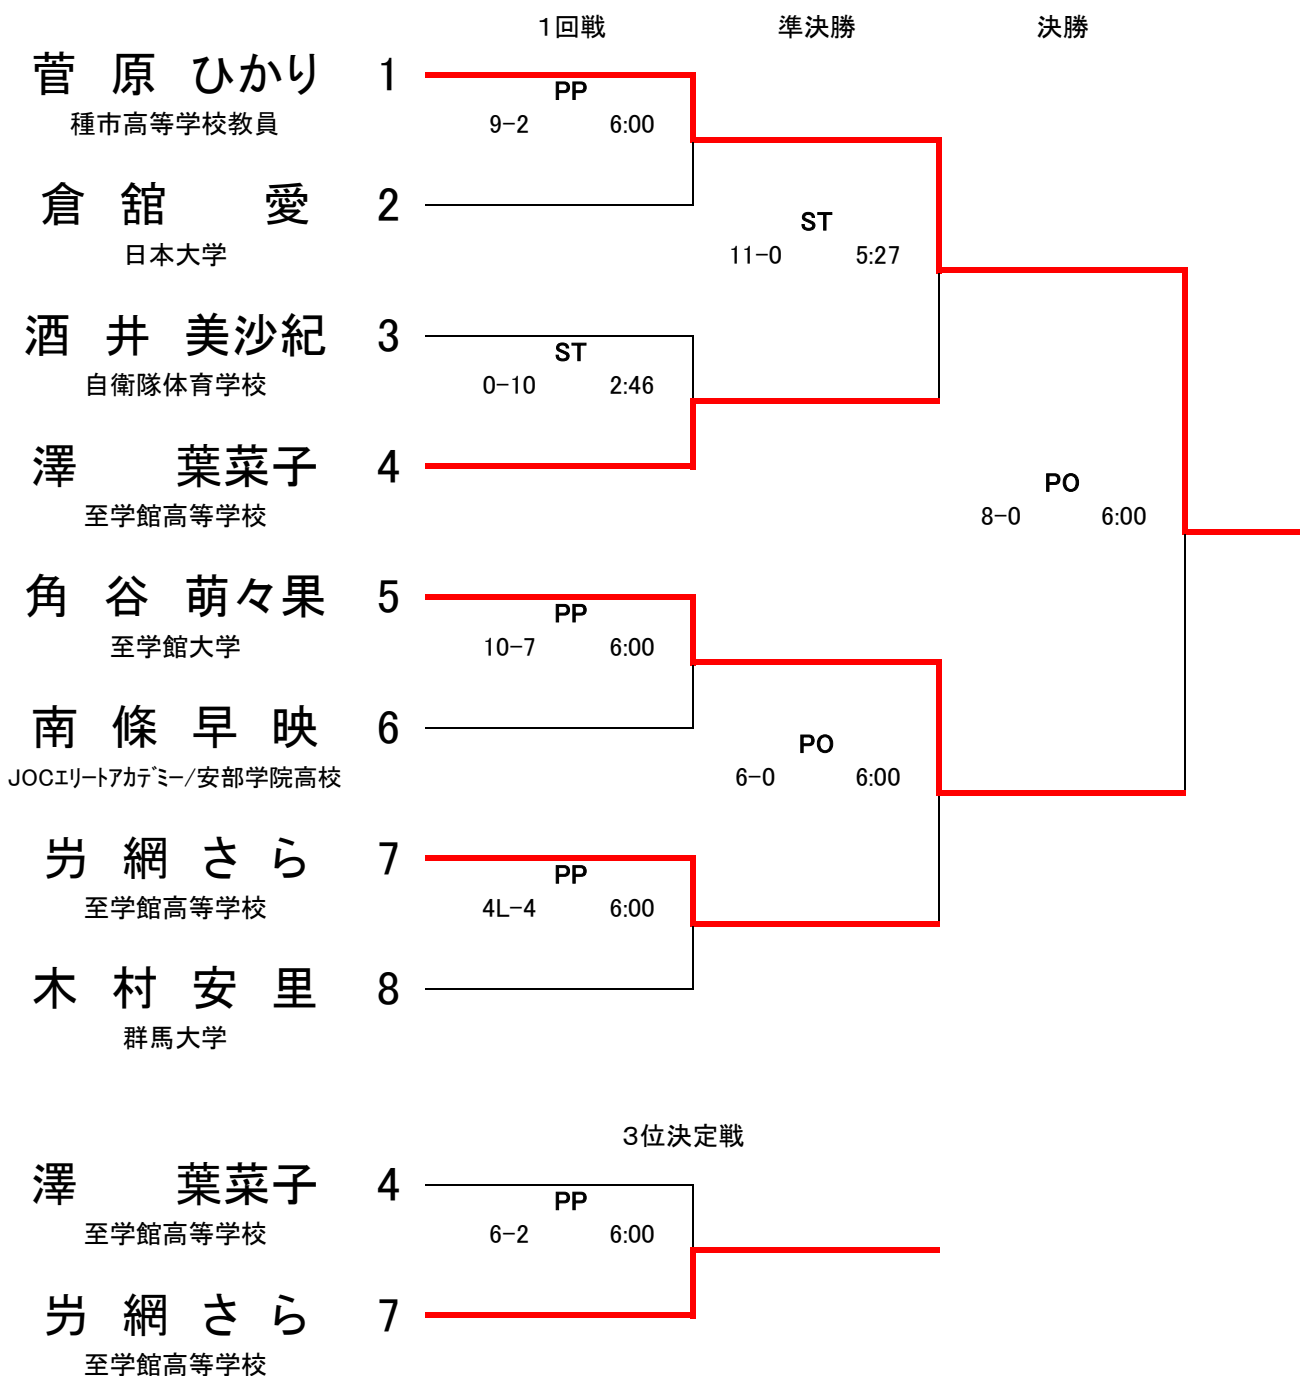 1回戦 準決勝 決勝
菅 原 ひかり 1
PP
種市高等学校教員 9-2 6:00
倉 舘 愛 2
ST
日本大学 11-0 5:27
酒 井 美沙紀 3
ST
自衛隊体育学校 0-10 2:46
澤 葉菜子 4
PO
至学館高等学校 8-0 6:00
角 谷 萌々果 5
PP
至学館大学 10-7 6:00
南 條 早 映 6
PO
JOCエリートアカデミー/安部学院高校 6-0 6:00
網 さ ら 7
PP
至学館高等学校 4L-4 6:00
木 村 安 里 8
群馬大学
3位決定戦
澤 葉菜子 4
PP
至学館高等学校 6-2 6:00
網 さ ら 7
至学館高等学校